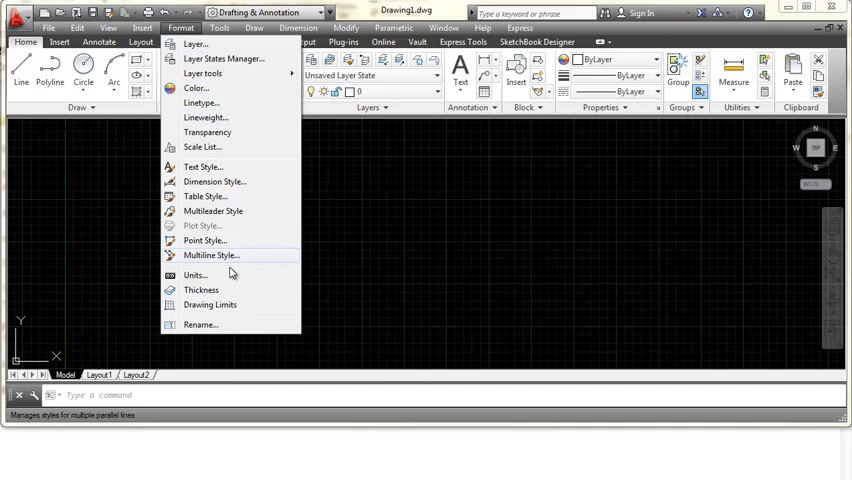 Drafting & Annotation
Drawing1.dwg
Type a keyword or phrase
Sign In
File Edit View Insert Format Tools Draw Dimension Modify Parametric Window Help Express
Home Insert Annotate Layout Plug-ins Online Express Tools SketchBook Designer
Line Polyline Circle Arc
Unsaved Layer State
0
Text
Insert
ByLayer
ByLayer
ByLayer
Group
Measure
Paste
Draw Layers Annotation Block Properties Groups Utilities Clipboard
Layer...
Layer States Manager...
Layer tools
Color...
Linetype...
Lineweight...
Transparency
Scale List...
Text Style...
Dimension Style...
Table Style...
Multileader Style
Plot Style...
Point Style...
Multiline Style...
Units...
Thickness
Drawing Limits
Rename...
N
W TOP E
S
WCS
Y
X
Model Layout1 Layout2
Type a command
Manages styles for multiple parallel lines.